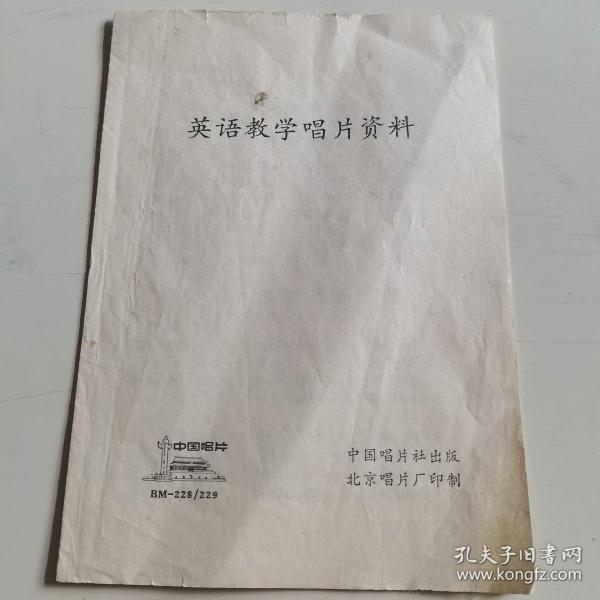 英语教学唱片资料
中国唱片
BM-228/229
中国唱片社出版
北京唱片厂印制
孔夫子旧书网
www.kongfz.com